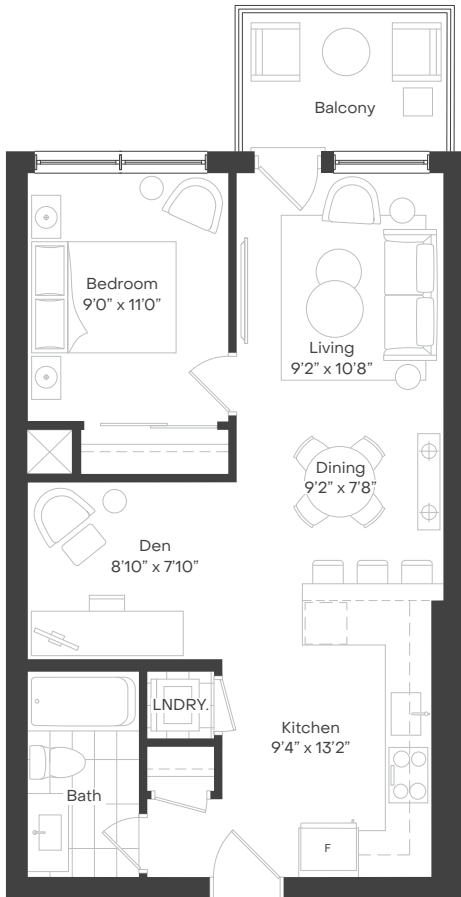 Balcony
Bedroom
9’0” x 11’0”
Living
9’2” x 10’8”
Dining
9’2” x 7’8”
Den
8’10” x 7’10”
LNDRY.
Kitchen
9’4” x 13’2”
Bath
F